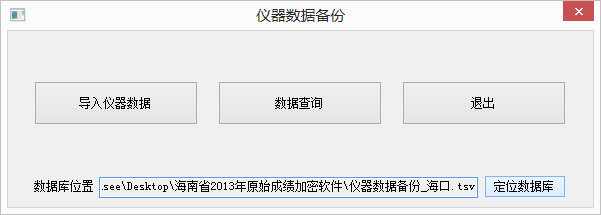 仪器数据备份
导入仪器数据 数据查询 退出
数据库位置 .see\Desktop\海南省2013年原始成绩加密软件\仪器数据备份_海口.tsv 定位数据库